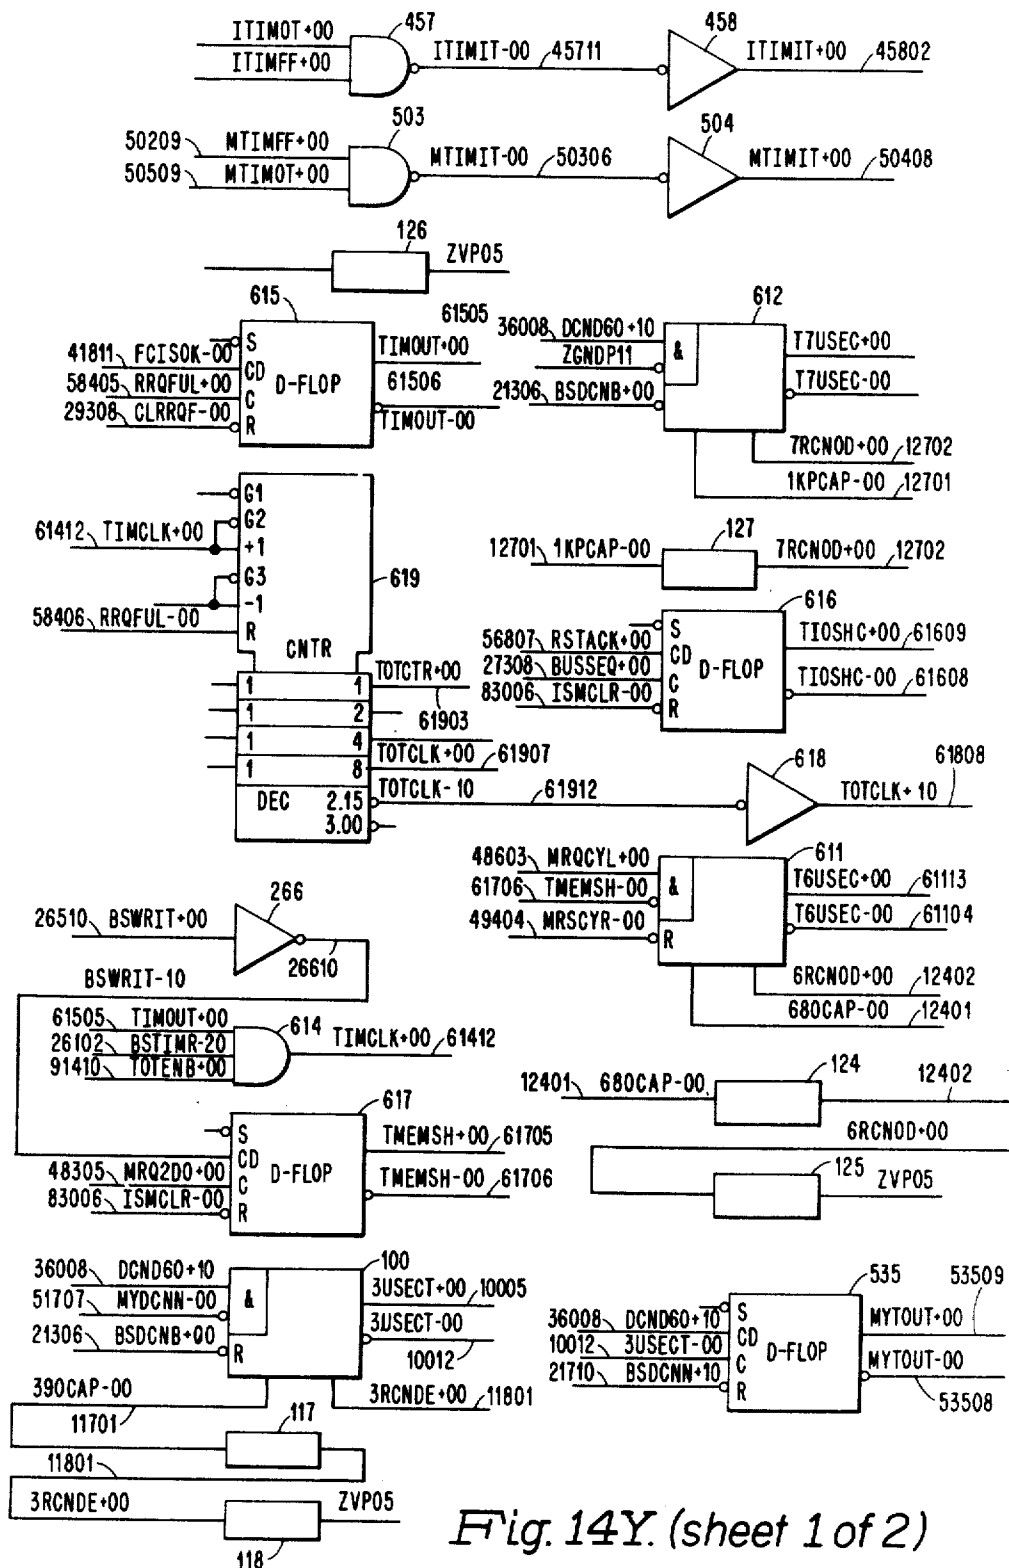 457
ITIMOT+00
ITIMFF+00
ITIMIT-00
45711
458
ITIMIT+00
45802
503
50209
MTIMFF+00
50509
MTIMOT+00
MTIMIT-00
50306
504
MTIMIT+00
50408
126
ZVP05
615
S
41811 FCISOK-00 CD
58405 RRQFUL+00 C
29308 CLRRQF-00 R
D-FLOP
61505
TIMOUT+00
61506
TIMOUT-00
612
36008 DCND60+10
&
ZGNDP11
21306 BSDCNB+00
T7USEC+00
T7USEC-00
7RCNOD+00 12702
1KPCAP-00 12701
G1
G2
61412 TIMCLK+00
+1
G3
-1
58406 RRQFUL-00
R
CNTR
619
1 1
TOTCTR+00
61903
1 2
1 4
1 8
TOTCLK+00 61907
DEC 2.15
3.00
TOTCLK-10
61912
618
61808
TOTCLK+10
12701 1KPCAP-00
127
7RCNOD+00 12702
616
S
56807 RSTACK+00 CD
27308 BUSSEQ+00 C
83006 ISMCLR-00 R
D-FLOP
TIOSHC+00 61609
TIOSHC-00 61608
611
48603 MRQCYL+00
61706 TMEMSH-00
&
49404 MRSCYR-00 R
T6USEC+00 61113
T6USEC-00 61104
6RCNOD+00 12402
680CAP-00 12401
266
26510 BSWRIT+00
26610
BSWRIT-10
61505 TIMOUT+00
26102 BSTIMR-20
91410 TOTENB+00
614
TIMCLK+00 61412
12401 680CAP-00
124
12402
6RCNOD+00
125
ZVP05
617
S
CD
48305 MRQ2D0+00 C
83006 ISMCLR-00 R
D-FLOP
TMEMSH+00 61705
TMEMSH-00 61706
100
36008 DCND60+10
51707 MYDCNN-00
&
21306 BSDCNB+00 R
3USECT+00 10005
3USECT-00
10012
390CAP-00
11701
3RCNDE+00 11801
117
11801
3RCNDE+00
ZVP05
118
535
S
36008 DCND60+10 CD
10012 3USECT-00 C
21710 BSDCNN+10 R
D-FLOP
53509
MYTOUT+00
MYTOUT-00
53508
Fig. 14Y. (sheet 1 of 2)